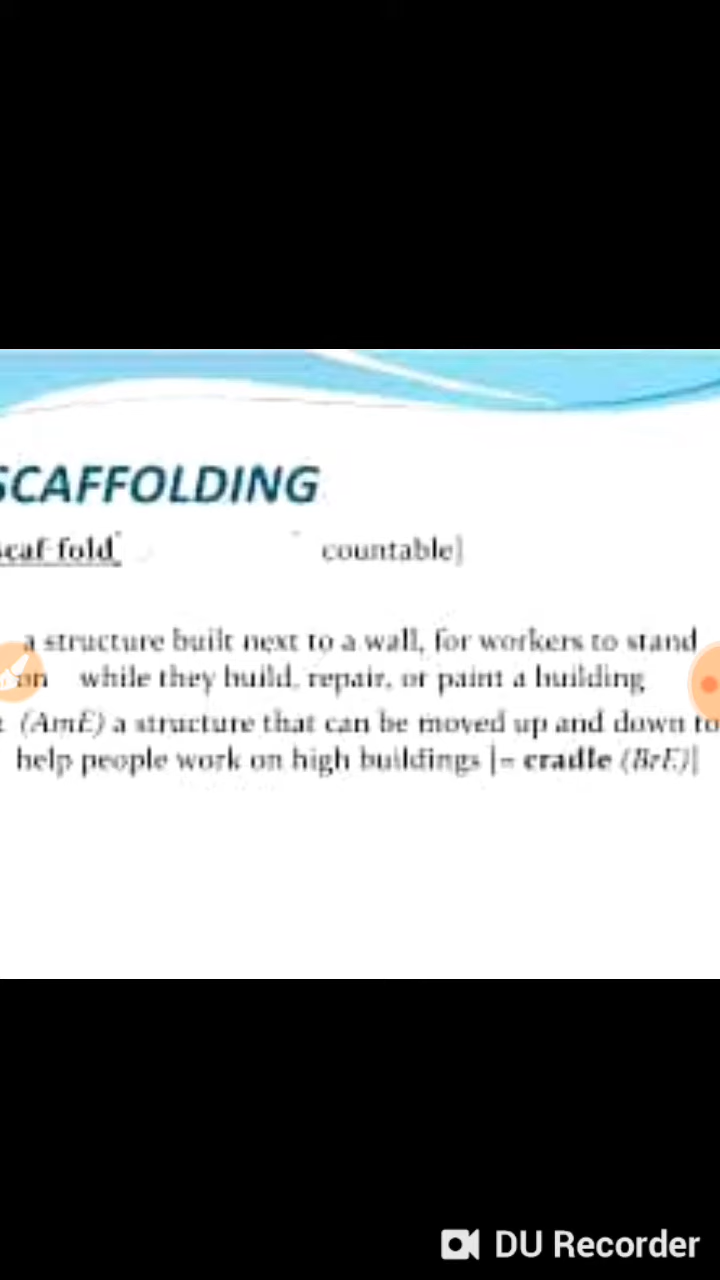 SCAFFOLDING
scaf fold countable]
a structure built next to a wall, for workers to stand
on while they build, repair, or paint a building
(AmE) a structure that can be moved up and down to
help people work on high buildings [= cradle (BrE)]
DU Recorder